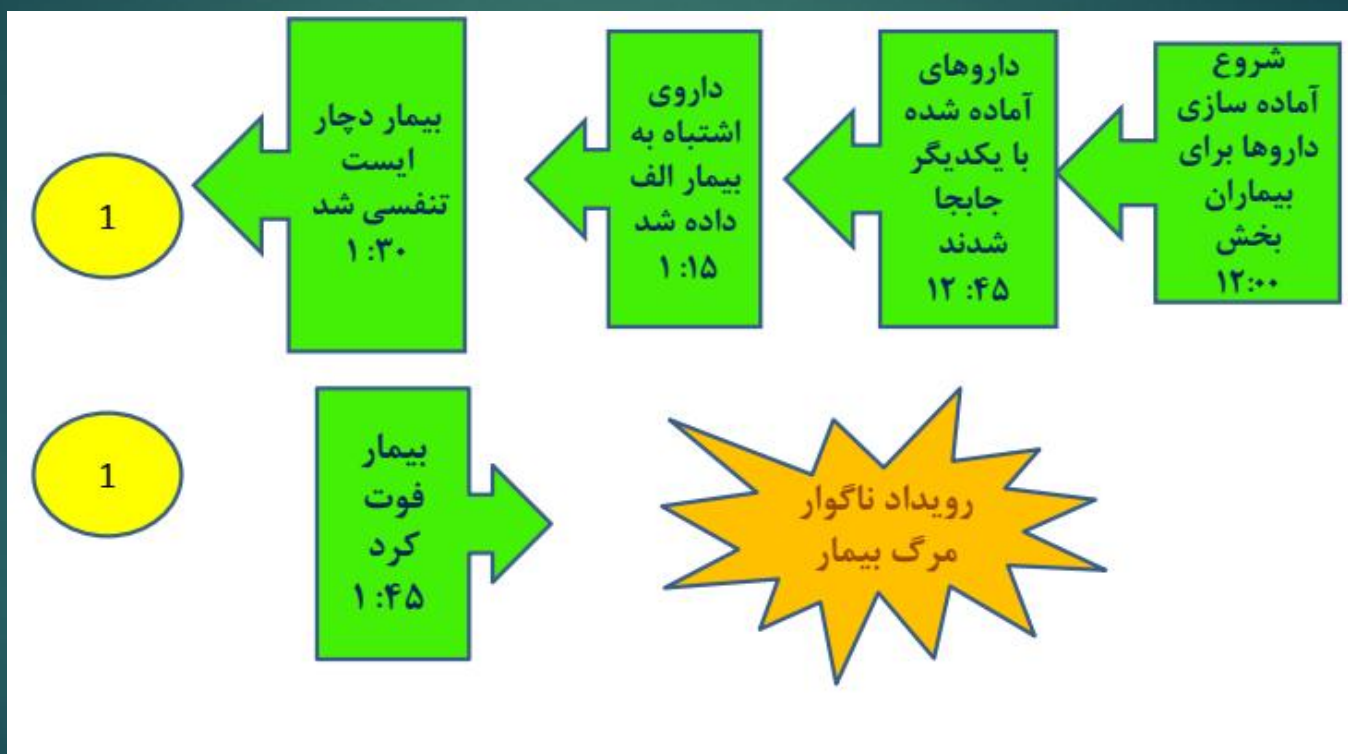 شروع
آماده سازی
داروها برای
بیماران
بخش
۱۲:۰۰
داروهای
آماده شده
با یکدیگر
جابجا
شدند
۱۲ :۴۵
داروی
اشتباه به
بیمار الف
داده شد
۱ :۱۵
بیمار دچار
ایست
تنفسی شد
۱ :۳۰
1
1
بیمار
فوت
کرد
۱ :۴۵
رویداد ناگوار
مرگ بیمار